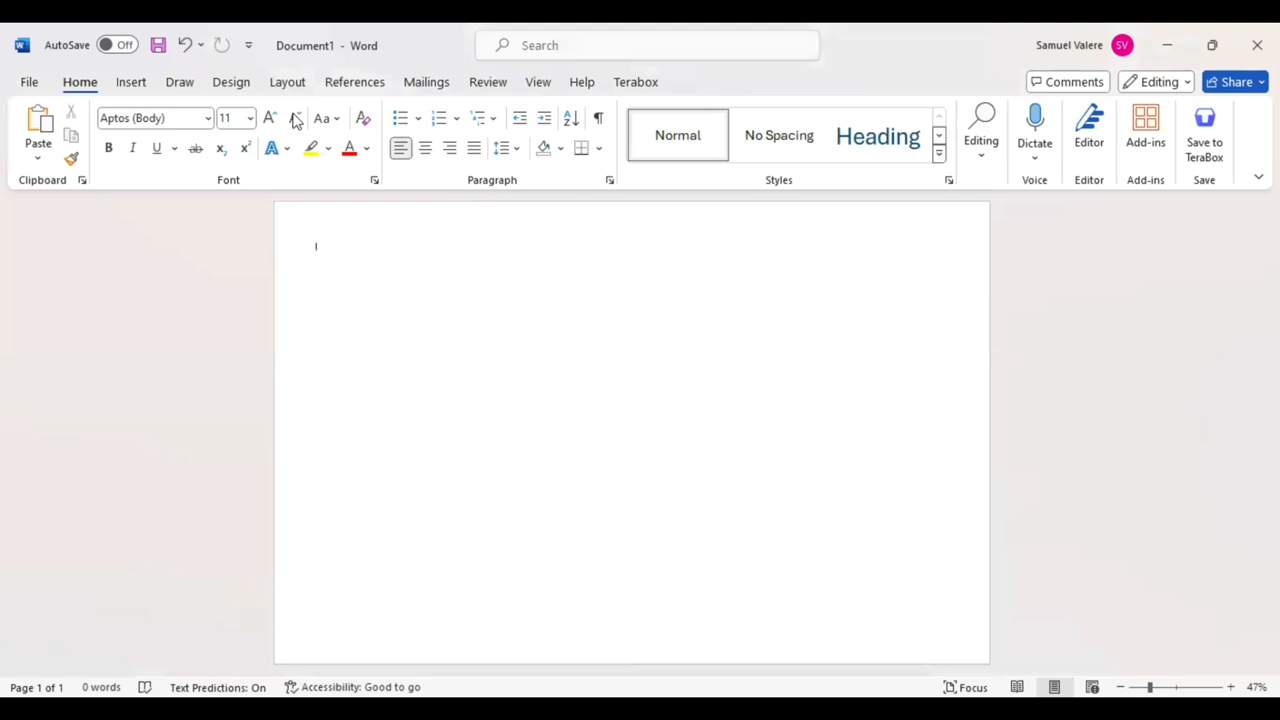 AutoSave Off Document1 - Word Search Samuel Valere SV
File Home Insert Draw Design Layout References Mailings Review View Help Terabox Comments Editing Share
Paste Aptos (Body) 11 Aa Normal No Spacing Heading Editing Dictate Editor Add-ins Save to TeraBox
Clipboard Font Paragraph Styles Voice Editor Add-ins Save
Page 1 of 1 0 words Text Predictions: On Accessibility: Good to go Focus 47%